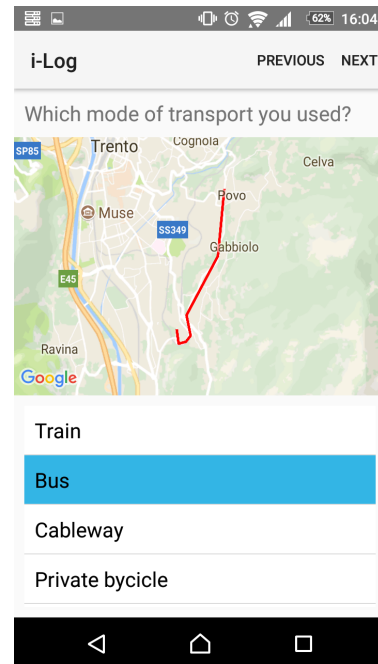 62% 16:04
i-Log PREVIOUS NEXT
Which mode of transport you used?
Cognola
SP85 Trento
Celva
Povo
Muse
SS349
Gabbiolo
E45
Ravina
Google
Train
Bus
Cableway
Private bycicle